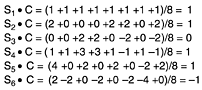 S₁ • C = (1 +1 +1 +1 +1 +1 +1 +1)/8 = 1
S₂ • C = (2 +0 +0 +0 +2 +2 +0 +2)/8 = 1
S₃ • C = (0 +0 +2 +2 +0 −2 +0 −2)/8 = 0
S₄ • C = (1 +1 +3 +3 +1 −1 +1 −1)/8 = 1
S₅ • C = (4 +0 +2 +0 +2 +0 −2 +2)/8 = 1
S₆ • C = (2 −2 +0 −2 +0 −2 −4 +0)/8 = −1